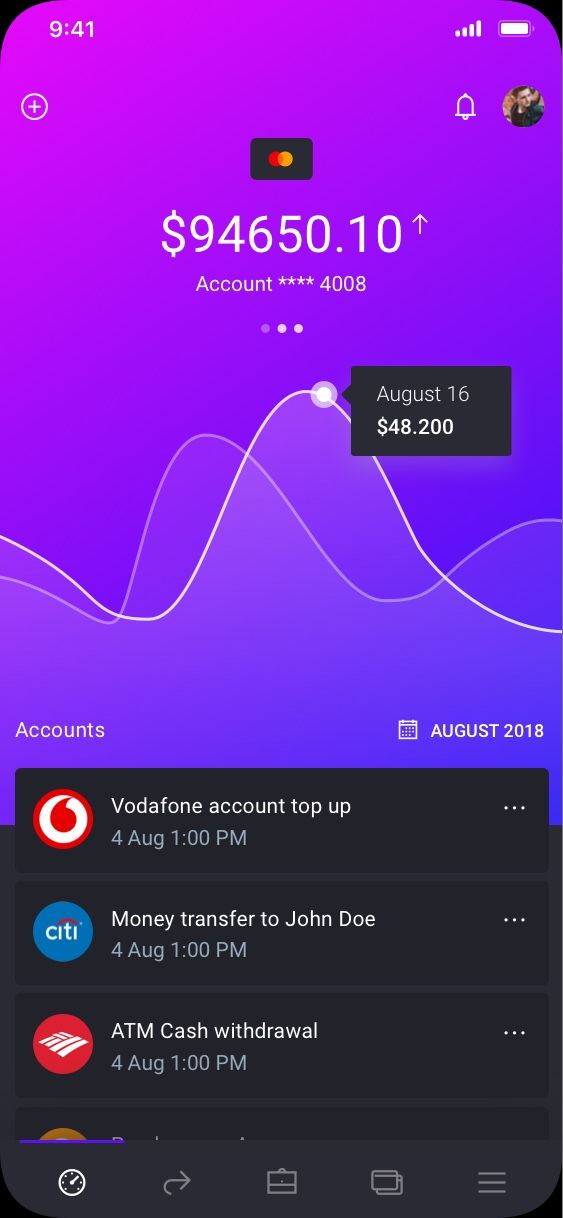 9:41
$94650.10
Account **** 4008
August 16
$48.200
Accounts
AUGUST 2018
Vodafone account top up
4 Aug 1:00 PM
citi
Money transfer to John Doe
4 Aug 1:00 PM
ATM Cash withdrawal
4 Aug 1:00 PM